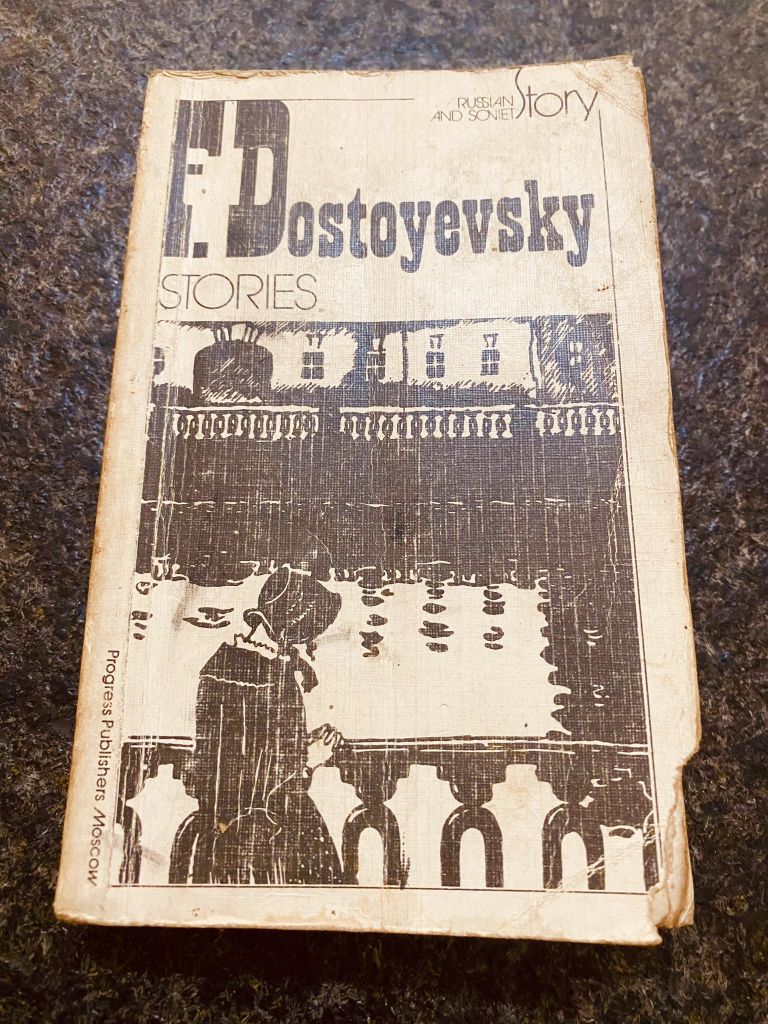 RUSSIAN
AND SOVIET Story
F. Dostoyevsky
STORIES
Progress Publishers Moscow